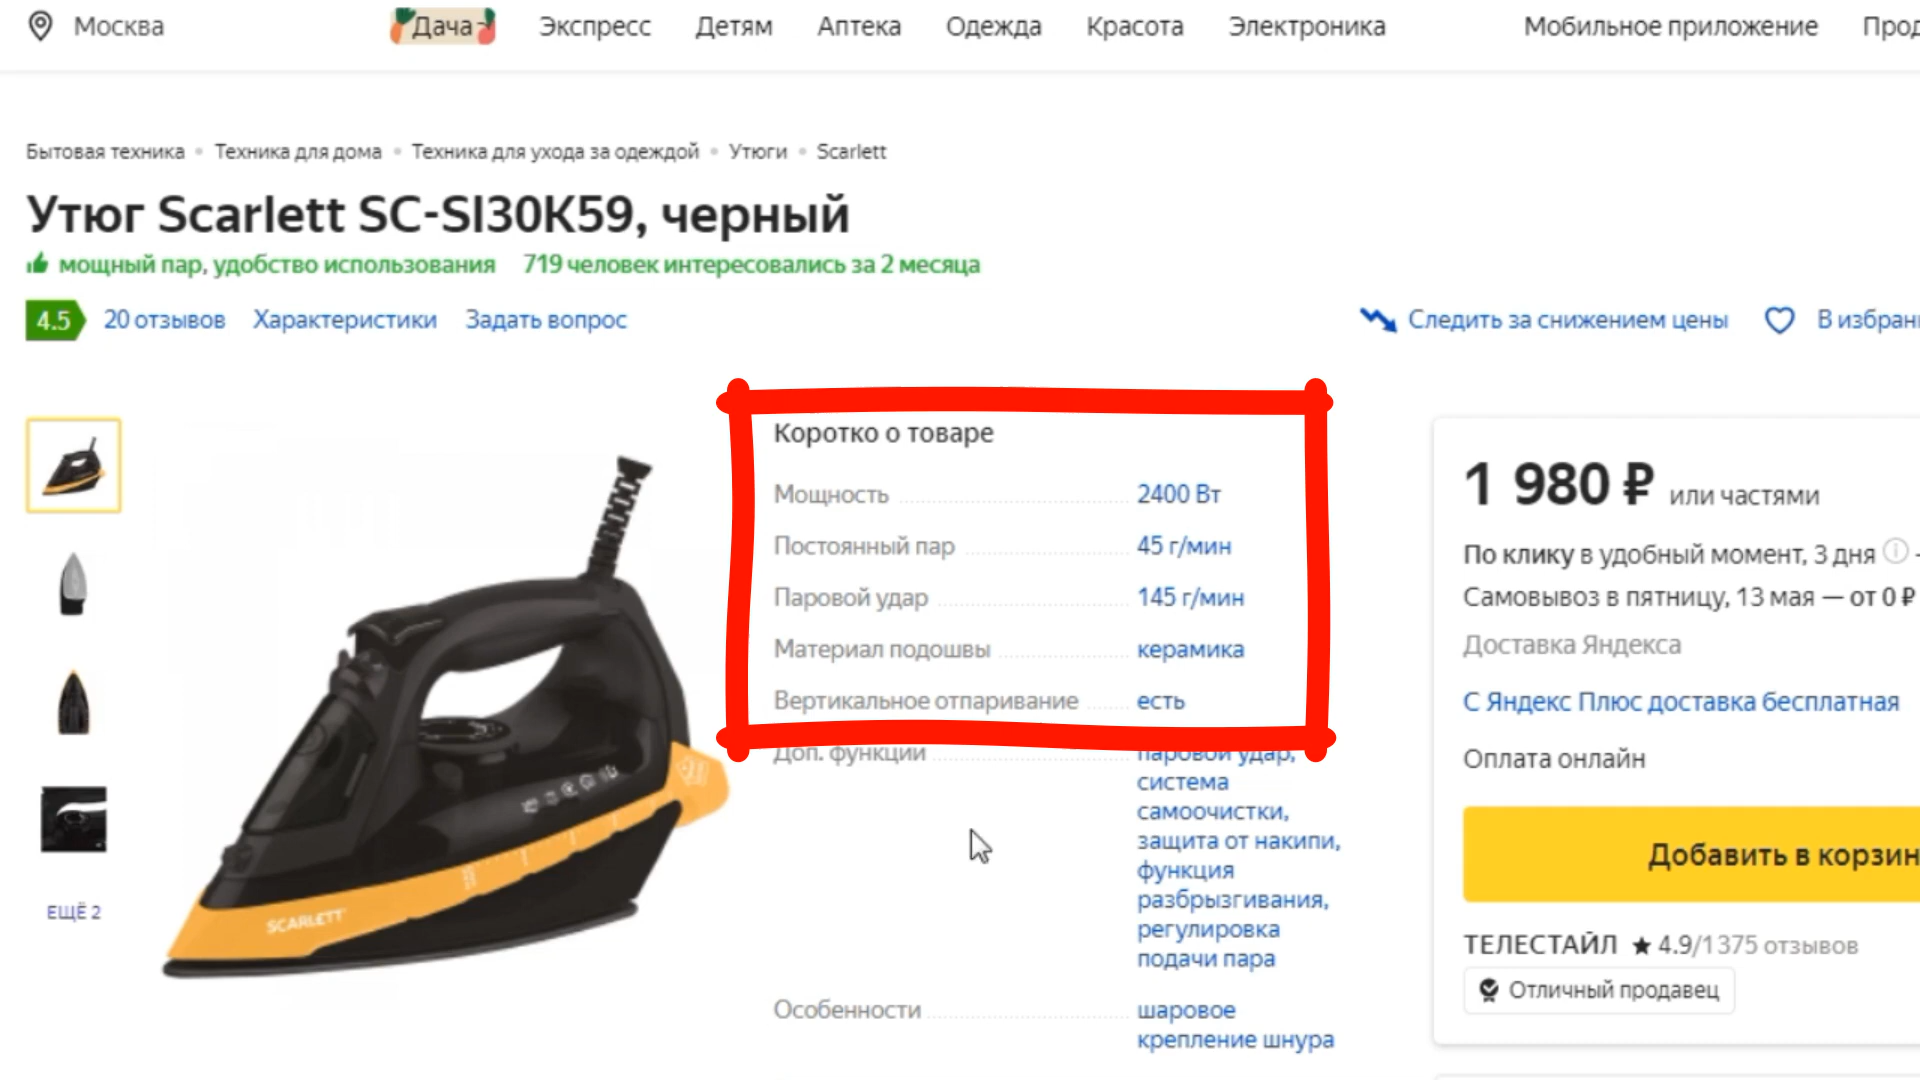 Москва
Дача
Экспресс
Детям
Аптека
Одежда
Красота
Электроника
Мобильное приложение
Прод
Бытовая техника • Техника для дома • Техника для ухода за одеждой • Утюги • Scarlett
Утюг Scarlett SC-SI30K59, черный
мощный пар, удобство использования 719 человек интересовались за 2 месяца
4.5 20 отзывов Характеристики Задать вопрос
Следить за снижением цены В избранн
ЕЩЁ 2
SCARLETT
Коротко о товаре
Мощность 2400 Вт
Постоянный пар 45 г/мин
Паровой удар 145 г/мин
Материал подошвы керамика
Вертикальное отпаривание есть
Доп. функции паровой удар,
система
самоочистки,
защита от накипи,
функция
разбрызгивания,
регулировка
подачи пара
Особенности шаровое
крепление шнура
1 980 ₽ или частями
По клику в удобный момент, 3 дня
Самовывоз в пятницу, 13 мая — от 0 ₽
Доставка Яндекса
С Яндекс Плюс доставка бесплатная
Оплата онлайн
Добавить в корзин
ТЕЛЕСТАЙЛ ★ 4.9/1375 отзывов
Отличный продавец